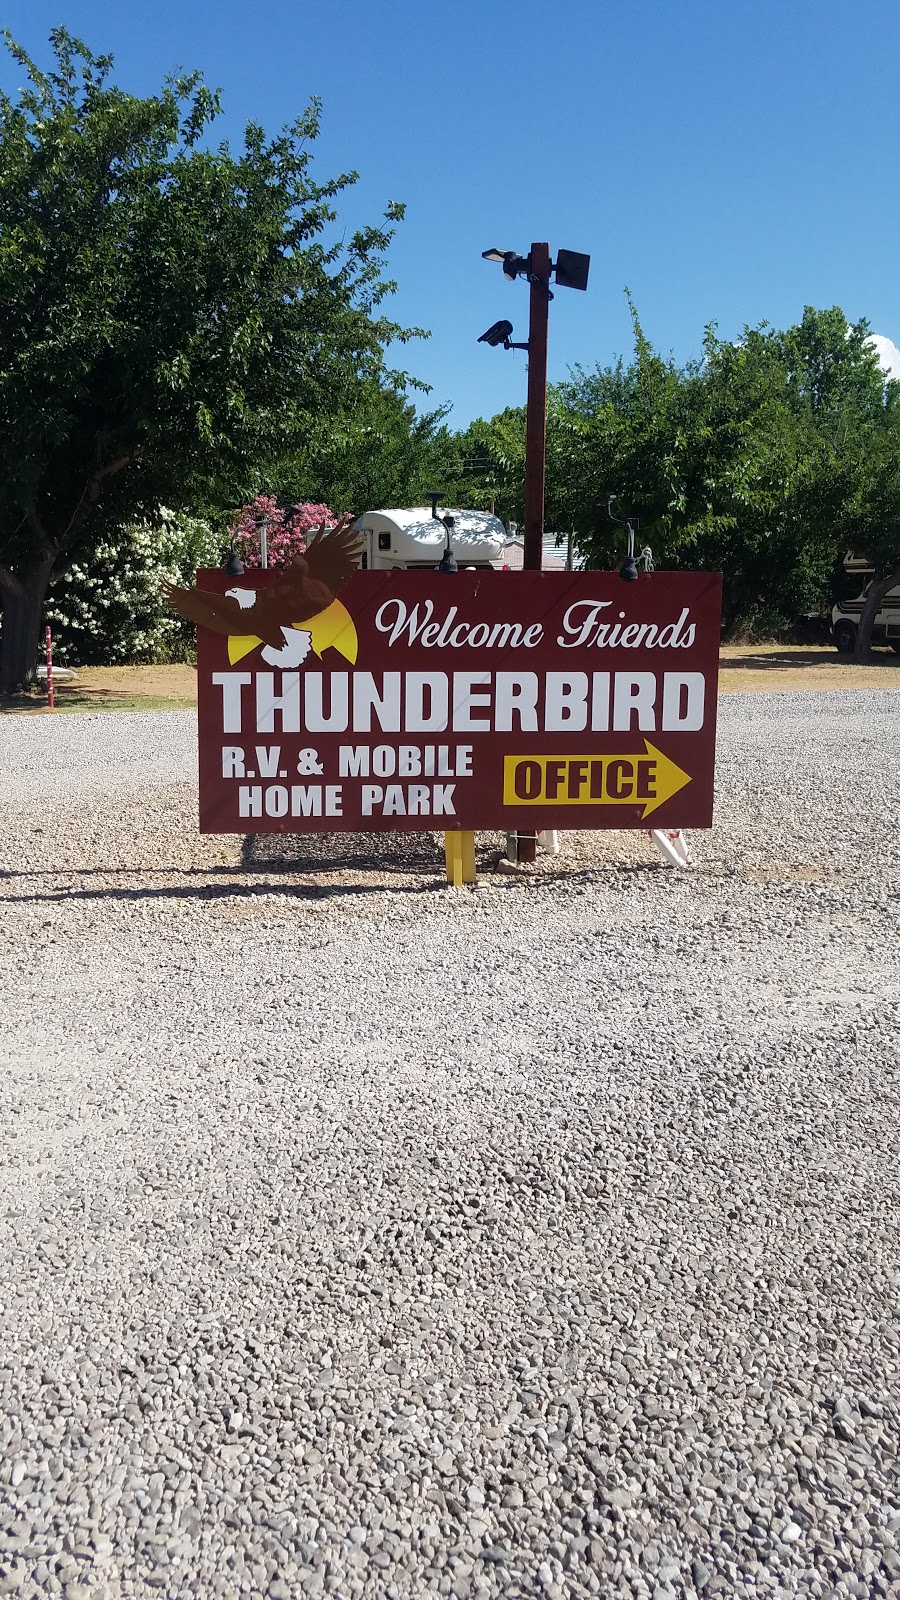 Welcome Friends
THUNDERBIRD
R.V. & MOBILE
HOME PARK
OFFICE